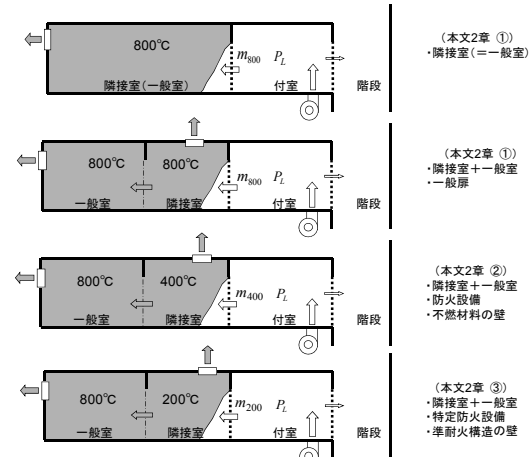 800℃
m800 PL
隣接室(一般室) 付室 階段
(本文2章 ①)
・隣接室(＝一般室)
800℃ 800℃
m800 PL
一般室 隣接室 付室 階段
(本文2章 ①)
・隣接室＋一般室
・一般扉
800℃ 400℃
m400 PL
一般室 隣接室 付室 階段
(本文2章 ②)
・隣接室＋一般室
・防火設備
・不燃材料の壁
800℃ 200℃
m200 PL
一般室 隣接室 付室 階段
(本文2章 ③)
・隣接室＋一般室
・特定防火設備
・準耐火構造の壁